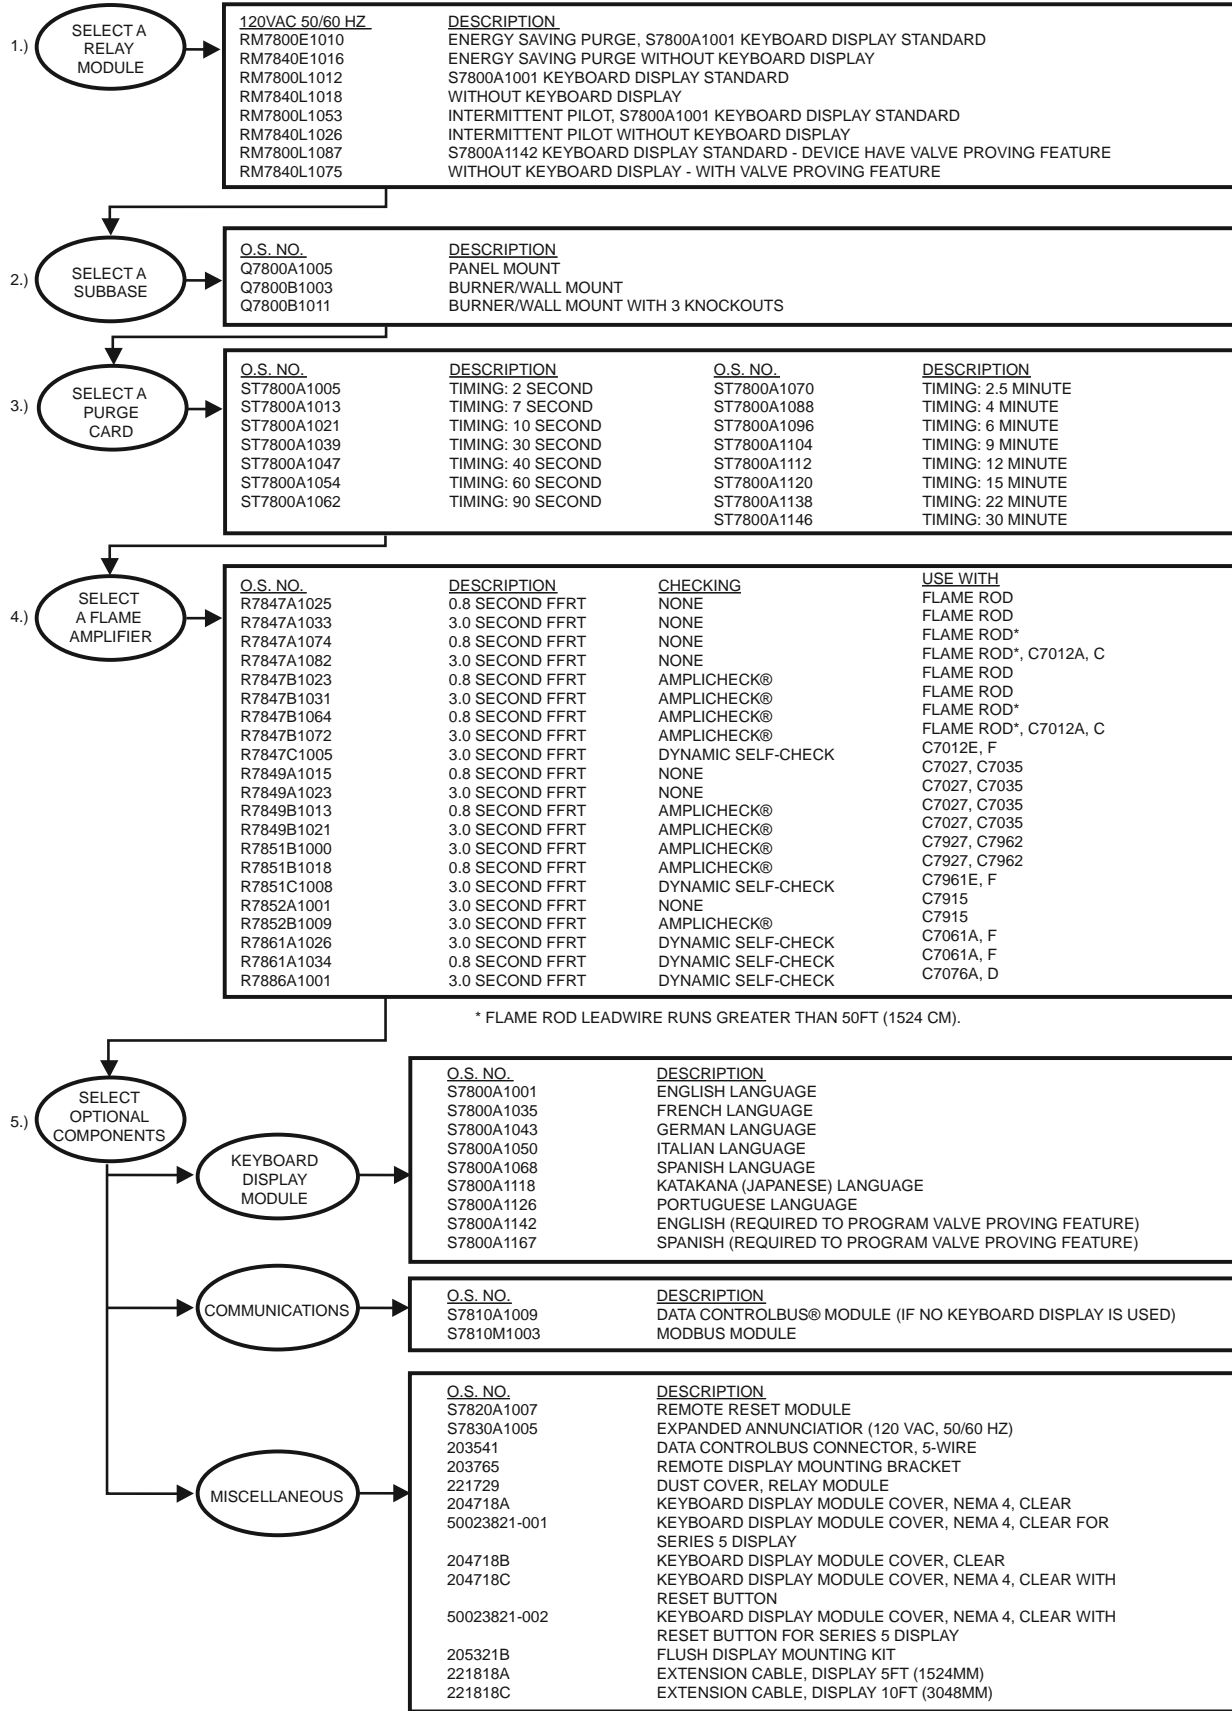 1.)
SELECT A
RELAY
MODULE
120VAC 50/60 HZ DESCRIPTION
RM7800E1010 ENERGY SAVING PURGE, S7800A1001 KEYBOARD DISPLAY STANDARD
RM7840E1016 ENERGY SAVING PURGE WITHOUT KEYBOARD DISPLAY
RM7800L1012 S7800A1001 KEYBOARD DISPLAY STANDARD
RM7840L1018 WITHOUT KEYBOARD DISPLAY
RM7800L1053 INTERMITTENT PILOT, S7800A1001 KEYBOARD DISPLAY STANDARD
RM7840L1026 INTERMITTENT PILOT WITHOUT KEYBOARD DISPLAY
RM7800L1087 S7800A1142 KEYBOARD DISPLAY STANDARD - DEVICE HAVE VALVE PROVING FEATURE
RM7840L1075 WITHOUT KEYBOARD DISPLAY - WITH VALVE PROVING FEATURE
2.)
SELECT A
SUBBASE
O.S. NO. DESCRIPTION
Q7800A1005 PANEL MOUNT
Q7800B1003 BURNER/WALL MOUNT
Q7800B1011 BURNER/WALL MOUNT WITH 3 KNOCKOUTS
3.)
SELECT A
PURGE
CARD
O.S. NO. DESCRIPTION O.S. NO. DESCRIPTION
ST7800A1005 TIMING: 2 SECOND ST7800A1070 TIMING: 2.5 MINUTE
ST7800A1013 TIMING: 7 SECOND ST7800A1088 TIMING: 4 MINUTE
ST7800A1021 TIMING: 10 SECOND ST7800A1096 TIMING: 6 MINUTE
ST7800A1039 TIMING: 30 SECOND ST7800A1104 TIMING: 9 MINUTE
ST7800A1047 TIMING: 40 SECOND ST7800A1112 TIMING: 12 MINUTE
ST7800A1054 TIMING: 60 SECOND ST7800A1120 TIMING: 15 MINUTE
ST7800A1062 TIMING: 90 SECOND ST7800A1138 TIMING: 22 MINUTE
ST7800A1146 TIMING: 30 MINUTE
4.)
SELECT
A FLAME
AMPLIFIER
O.S. NO. DESCRIPTION CHECKING USE WITH
R7847A1025 0.8 SECOND FFRT NONE FLAME ROD
R7847A1033 3.0 SECOND FFRT NONE FLAME ROD
R7847A1074 0.8 SECOND FFRT NONE FLAME ROD*
R7847A1082 3.0 SECOND FFRT NONE FLAME ROD*, C7012A, C
R7847B1023 0.8 SECOND FFRT AMPLICHECK® FLAME ROD
R7847B1031 3.0 SECOND FFRT AMPLICHECK® FLAME ROD
R7847B1064 0.8 SECOND FFRT AMPLICHECK® FLAME ROD*
R7847B1072 3.0 SECOND FFRT AMPLICHECK® FLAME ROD*, C7012A, C
R7847C1005 3.0 SECOND FFRT DYNAMIC SELF-CHECK C7012E, F
R7849A1015 0.8 SECOND FFRT NONE C7027, C7035
R7849A1023 3.0 SECOND FFRT NONE C7027, C7035
R7849B1013 0.8 SECOND FFRT AMPLICHECK® C7027, C7035
R7849B1021 3.0 SECOND FFRT AMPLICHECK® C7027, C7035
R7851B1000 3.0 SECOND FFRT AMPLICHECK® C7927, C7962
R7851B1018 0.8 SECOND FFRT AMPLICHECK® C7927, C7962
R7851C1008 3.0 SECOND FFRT DYNAMIC SELF-CHECK C7961E, F
R7852A1001 3.0 SECOND FFRT NONE C7915
R7852B1009 3.0 SECOND FFRT AMPLICHECK® C7915
R7861A1026 3.0 SECOND FFRT DYNAMIC SELF-CHECK C7061A, F
R7861A1034 0.8 SECOND FFRT DYNAMIC SELF-CHECK C7061A, F
R7886A1001 3.0 SECOND FFRT DYNAMIC SELF-CHECK C7076A, D
* FLAME ROD LEADWIRE RUNS GREATER THAN 50FT (1524 CM).
5.)
SELECT
OPTIONAL
COMPONENTS
KEYBOARD
DISPLAY
MODULE
O.S. NO. DESCRIPTION
S7800A1001 ENGLISH LANGUAGE
S7800A1035 FRENCH LANGUAGE
S7800A1043 GERMAN LANGUAGE
S7800A1050 ITALIAN LANGUAGE
S7800A1068 SPANISH LANGUAGE
S7800A1118 KATAKANA (JAPANESE) LANGUAGE
S7800A1126 PORTUGUESE LANGUAGE
S7800A1142 ENGLISH (REQUIRED TO PROGRAM VALVE PROVING FEATURE)
S7800A1167 SPANISH (REQUIRED TO PROGRAM VALVE PROVING FEATURE)
COMMUNICATIONS
O.S. NO. DESCRIPTION
S7810A1009 DATA CONTROLBUS® MODULE (IF NO KEYBOARD DISPLAY IS USED)
S7810M1003 MODBUS MODULE
MISCELLANEOUS
O.S. NO. DESCRIPTION
S7820A1007 REMOTE RESET MODULE
S7830A1005 EXPANDED ANNUNCIATIOR (120 VAC, 50/60 HZ)
203541 DATA CONTROLBUS CONNECTOR, 5-WIRE
203765 REMOTE DISPLAY MOUNTING BRACKET
221729 DUST COVER, RELAY MODULE
204718A KEYBOARD DISPLAY MODULE COVER, NEMA 4, CLEAR
50023821-001 KEYBOARD DISPLAY MODULE COVER, NEMA 4, CLEAR FOR
SERIES 5 DISPLAY
204718B KEYBOARD DISPLAY MODULE COVER, CLEAR
204718C KEYBOARD DISPLAY MODULE COVER, NEMA 4, CLEAR WITH
RESET BUTTON
50023821-002 KEYBOARD DISPLAY MODULE COVER, NEMA 4, CLEAR WITH
RESET BUTTON FOR SERIES 5 DISPLAY
205321B FLUSH DISPLAY MOUNTING KIT
221818A EXTENSION CABLE, DISPLAY 5FT (1524MM)
221818C EXTENSION CABLE, DISPLAY 10FT (3048MM)